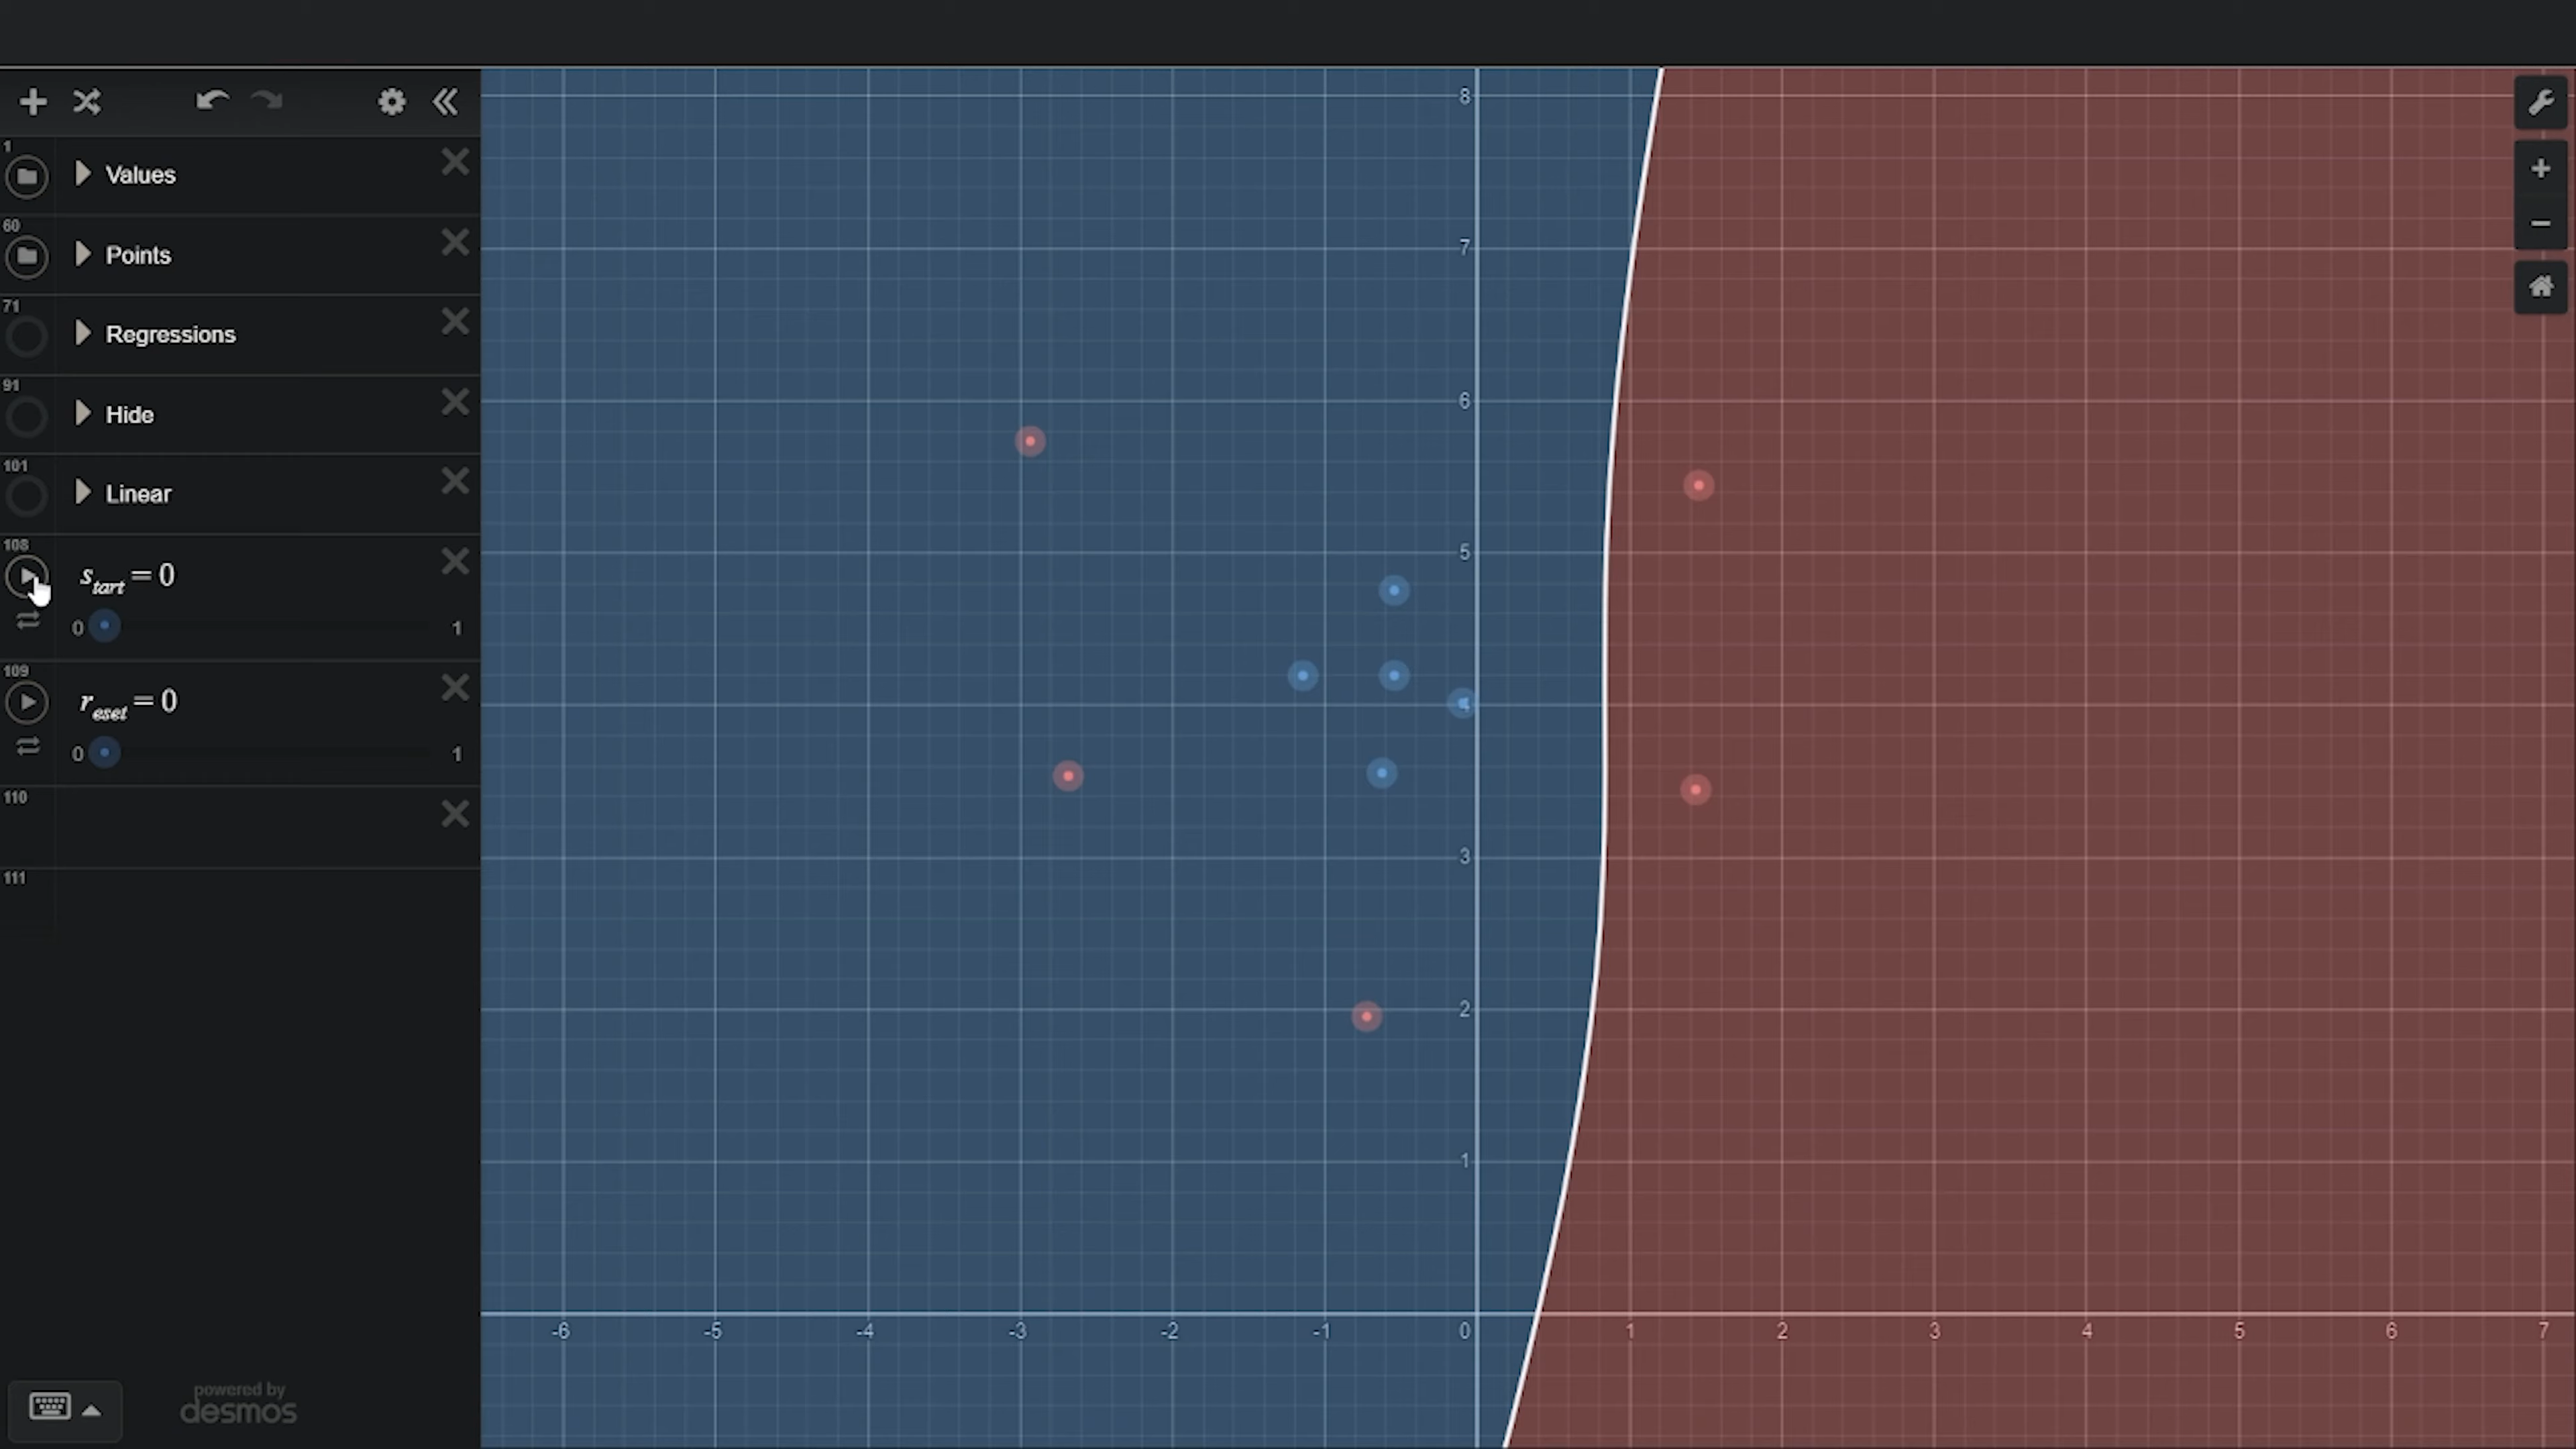 1
Values
60
Points
71
Regressions
91
Hide
101
Linear
108
s_tart = 0
0
1
109
r_eset = 0
0
1
110
111
powered by
desmos
8
7
6
5
4
3
2
1
-6 -5 -4 -3 -2 -1 0 1 2 3 4 5 6 7